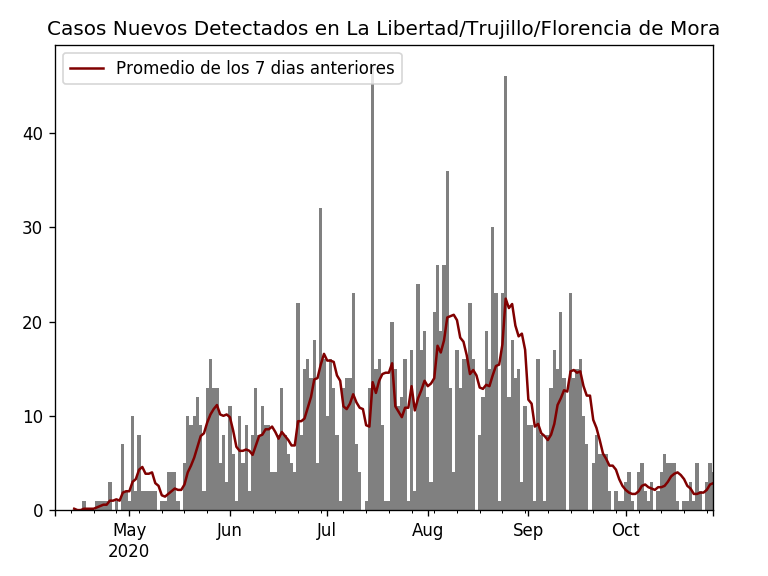 Casos Nuevos Detectados en La Libertad/Trujillo/Florencia de Mora
Promedio de los 7 dias anteriores
40
30
20
10
0
May Jun Jul Aug Sep Oct
2020